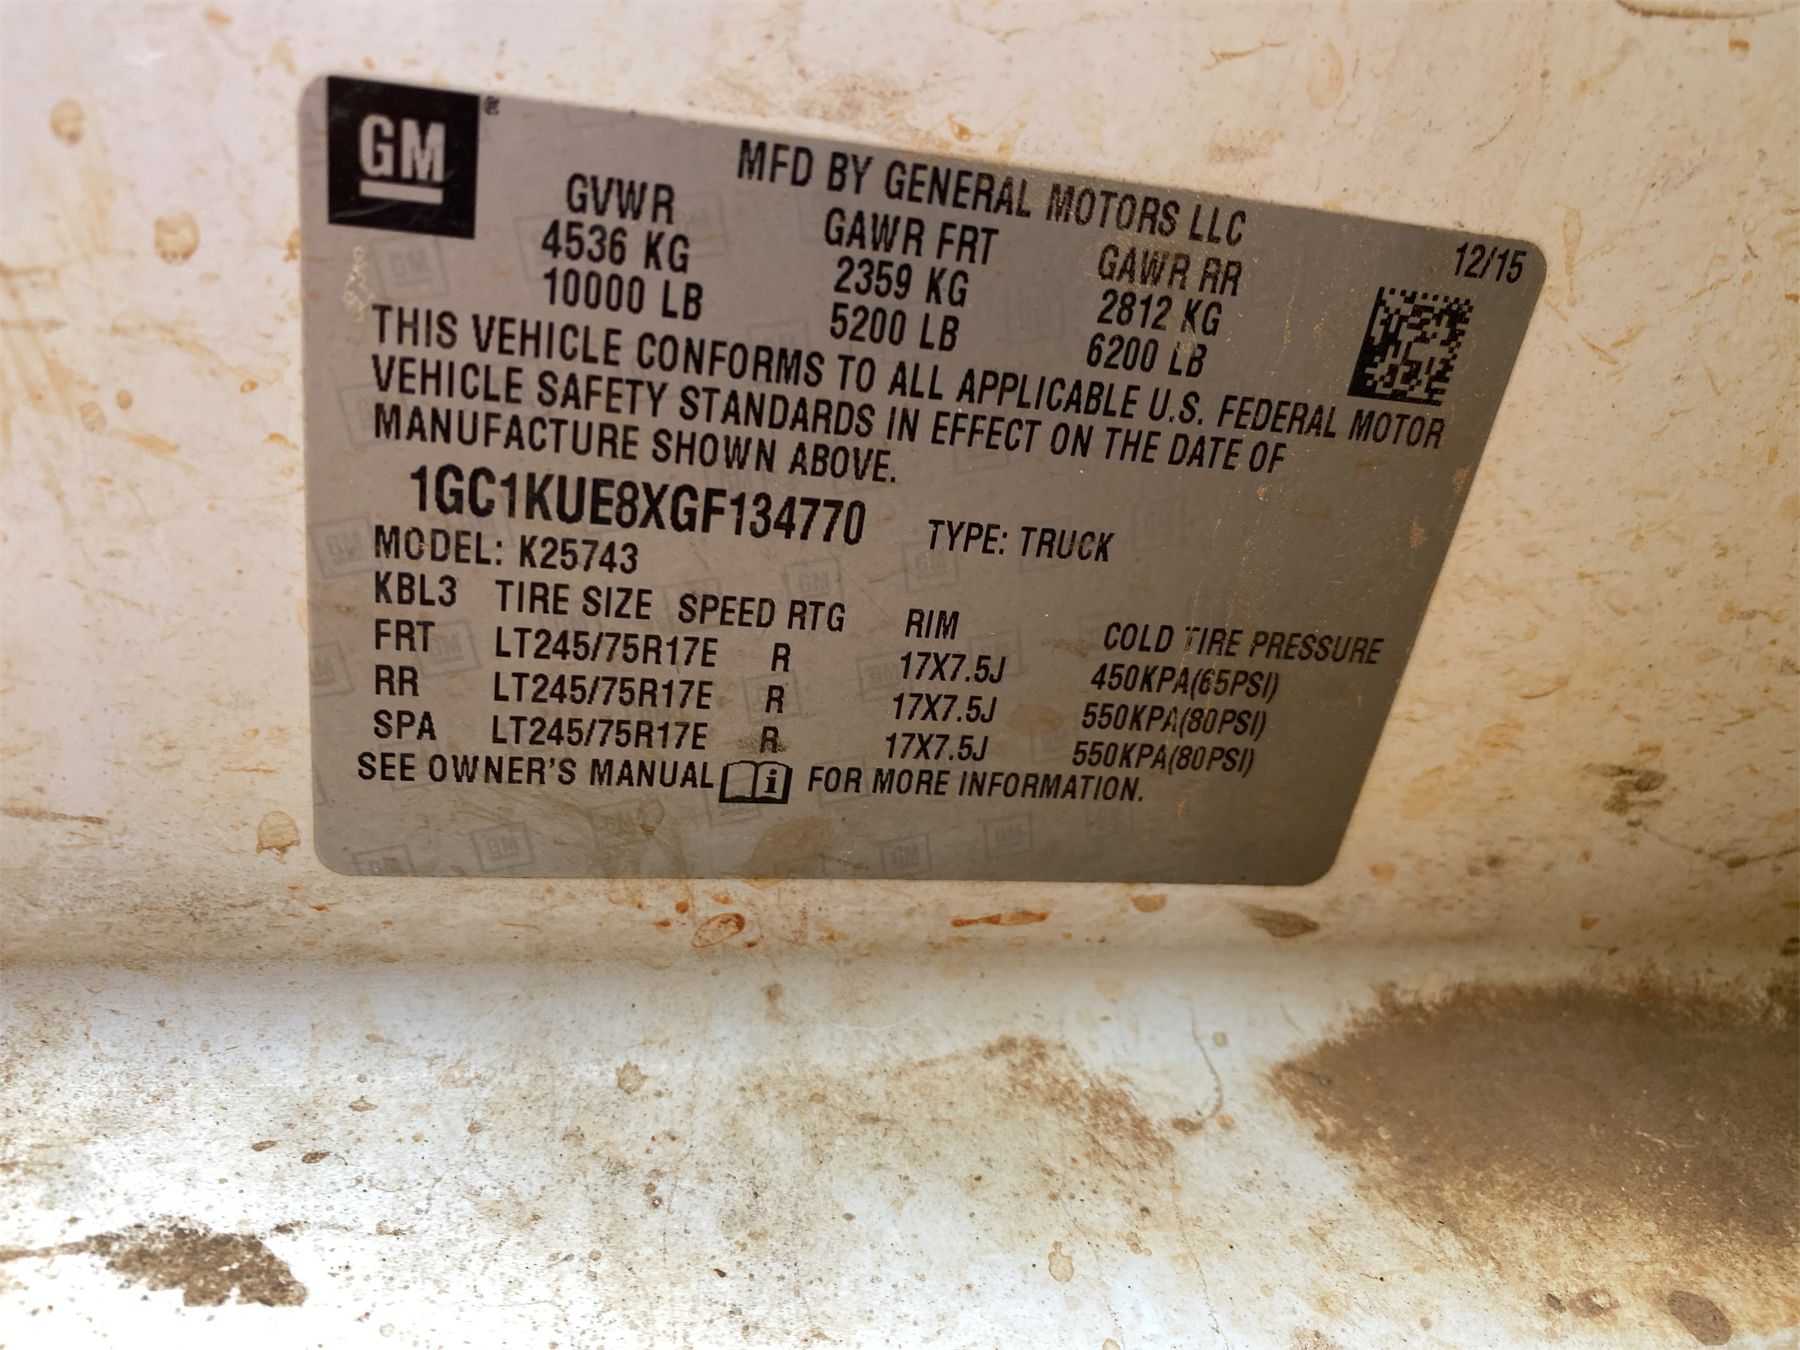 GM ®
MFD BY GENERAL MOTORS LLC
12/15
GVWR GAWR FRT GAWR RR
4536 KG 2359 KG 2812 KG
10000 LB 5200 LB 6200 LB
THIS VEHICLE CONFORMS TO ALL APPLICABLE U.S. FEDERAL MOTOR
VEHICLE SAFETY STANDARDS IN EFFECT ON THE DATE OF
MANUFACTURE SHOWN ABOVE.
1GC1KUE8XGF134770 TYPE: TRUCK
MODEL: K25743
KBL3 TIRE SIZE SPEED RTG RIM COLD TIRE PRESSURE
FRT LT245/75R17E R 17X7.5J 450KPA(65PSI)
RR LT245/75R17E R 17X7.5J 550KPA(80PSI)
SPA LT245/75R17E R 17X7.5J 550KPA(80PSI)
SEE OWNER'S MANUAL i FOR MORE INFORMATION.